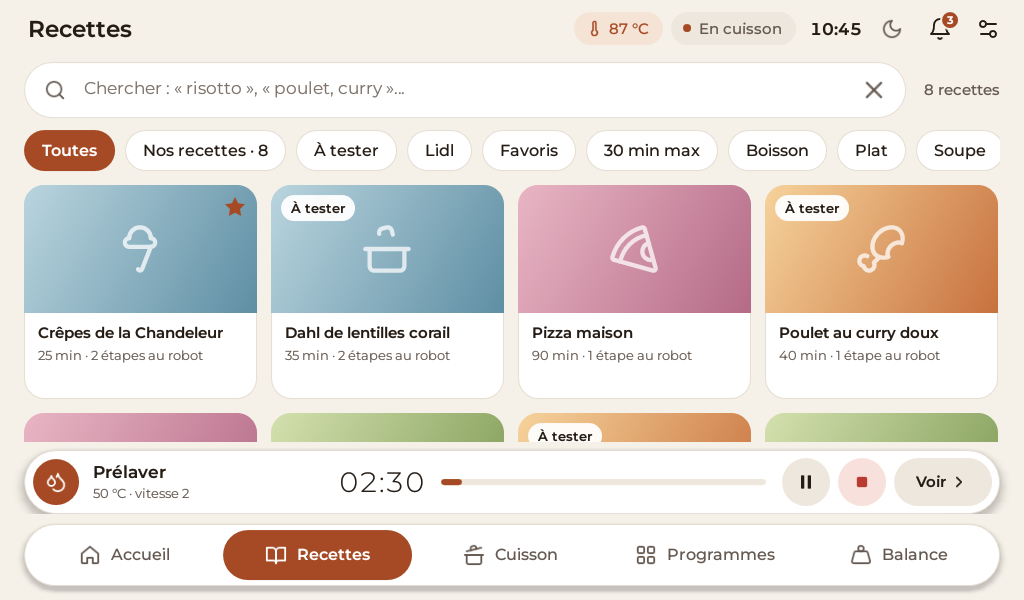 Recettes
87 °C
En cuisson
10:45
3
Chercher : « risotto », « poulet, curry »...
8 recettes
Toutes
Nos recettes · 8
À tester
Lidl
Favoris
30 min max
Boisson
Plat
Soupe
À tester
À tester
Crêpes de la Chandeleur
25 min · 2 étapes au robot
Dahl de lentilles corail
35 min · 2 étapes au robot
Pizza maison
90 min · 1 étape au robot
Poulet au curry doux
40 min · 1 étape au robot
À tester
Prélaver
50 °C · vitesse 2
02:30
Voir
Accueil
Recettes
Cuisson
Programmes
Balance